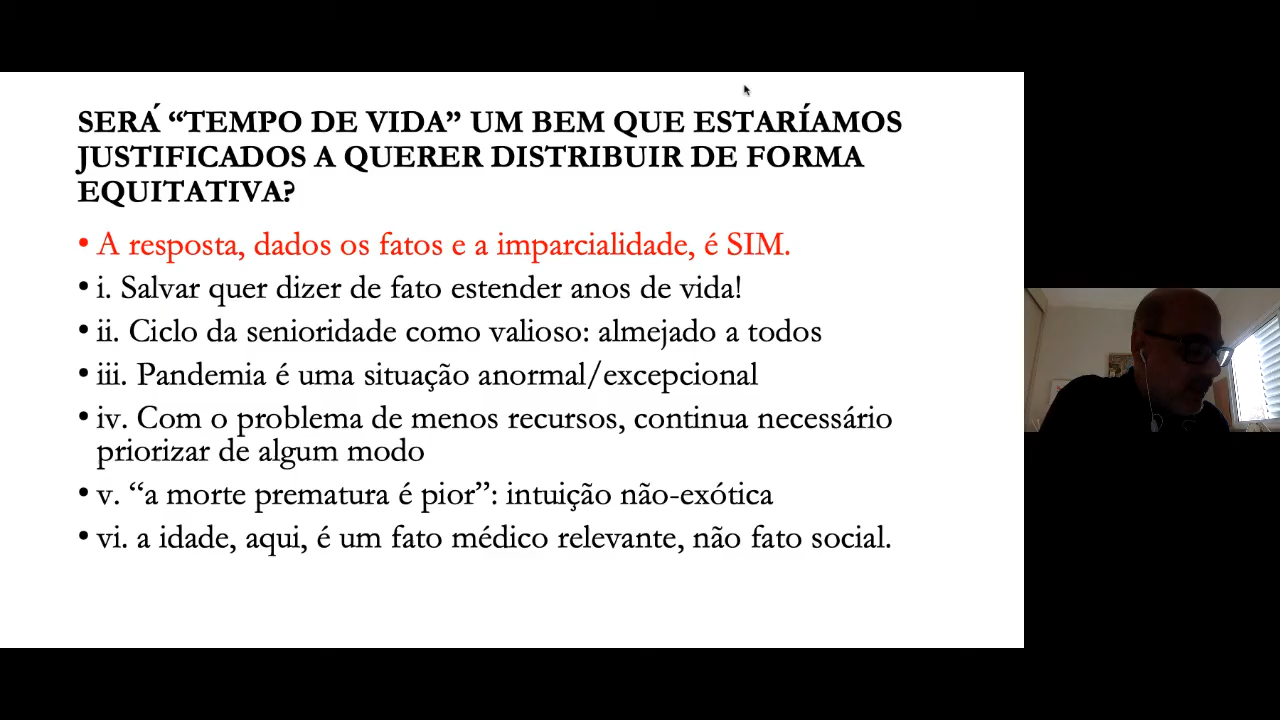 SERÁ “TEMPO DE VIDA” UM BEM QUE ESTARÍAMOS
JUSTIFICADOS A QUERER DISTRIBUIR DE FORMA
EQUITATIVA?
• A resposta, dados os fatos e a imparcialidade, é SIM.
• i. Salvar quer dizer de fato estender anos de vida!
• ii. Ciclo da senioridade como valioso: almejado a todos
• iii. Pandemia é uma situação anormal/excepcional
• iv. Com o problema de menos recursos, continua necessário
priorizar de algum modo
• v. “a morte prematura é pior”: intuição não-exótica
• vi. a idade, aqui, é um fato médico relevante, não fato social.